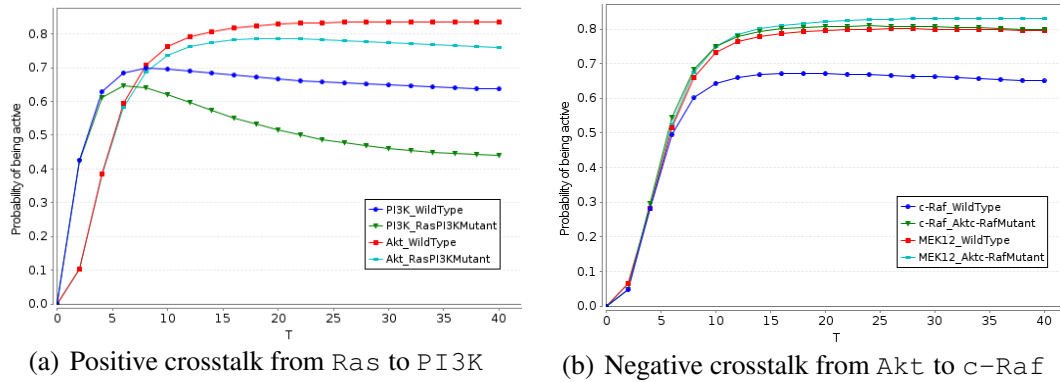 0.8
0.7
0.6
0.5
0.4
0.3
0.2
0.1
0.0
Probability of being active
0 5 10 15 20 25 30 35 40
T
PI3K_WildType
PI3K_RasPI3KMutant
Akt_WildType
Akt_RasPI3KMutant
(a) Positive crosstalk from Ras to PI3K
0.8
0.7
0.6
0.5
0.4
0.3
0.2
0.1
0.0
Probability of being active
0 5 10 15 20 25 30 35 40
T
c-Raf_WildType
c-Raf_Aktc-RafMutant
MEK12_WildType
MEK12_Aktc-RafMutant
(b) Negative crosstalk from Akt to c-Raf